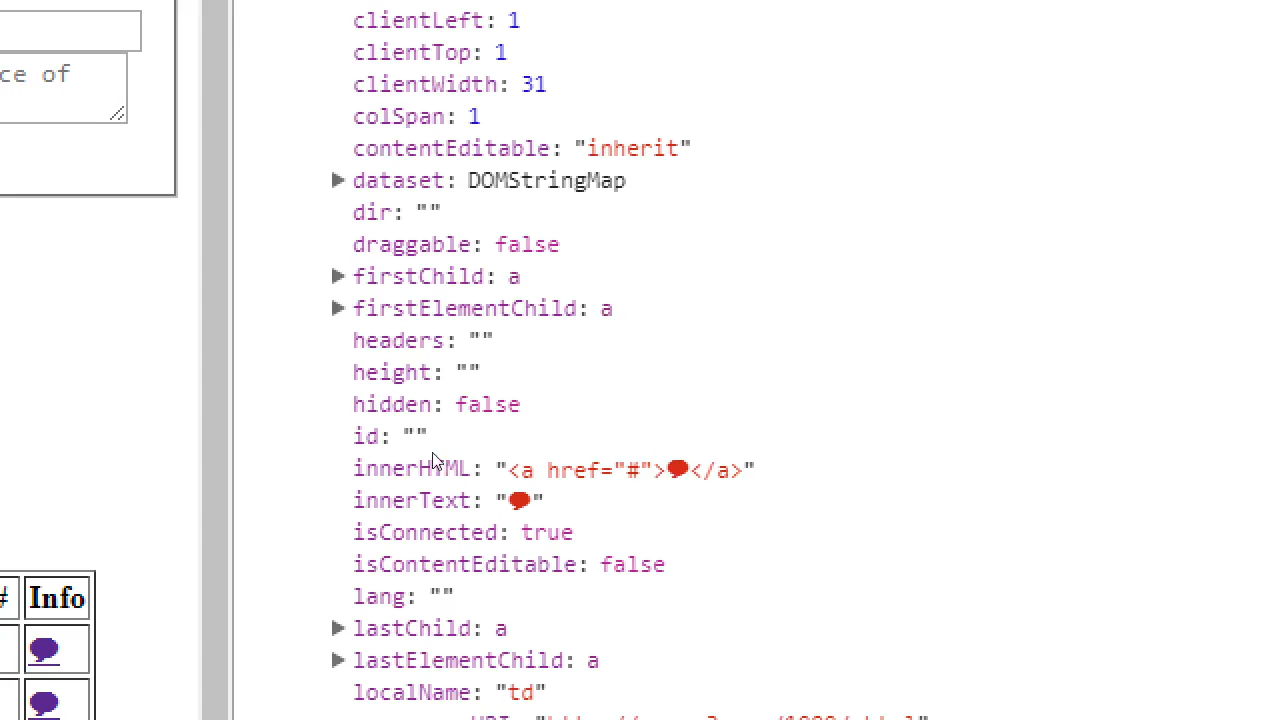 ce of
#
Info
clientLeft: 1
clientTop: 1
clientWidth: 31
colSpan: 1
contentEditable: "inherit"
▶ dataset: DOMStringMap
dir: ""
draggable: false
▶ firstChild: a
▶ firstElementChild: a
headers: ""
height: ""
hidden: false
id: ""
innerHTML: "<a href="#">🗩</a>"
innerText: "🗩"
isConnected: true
isContentEditable: false
lang: ""
▶ lastChild: a
▶ lastElementChild: a
localName: "td"